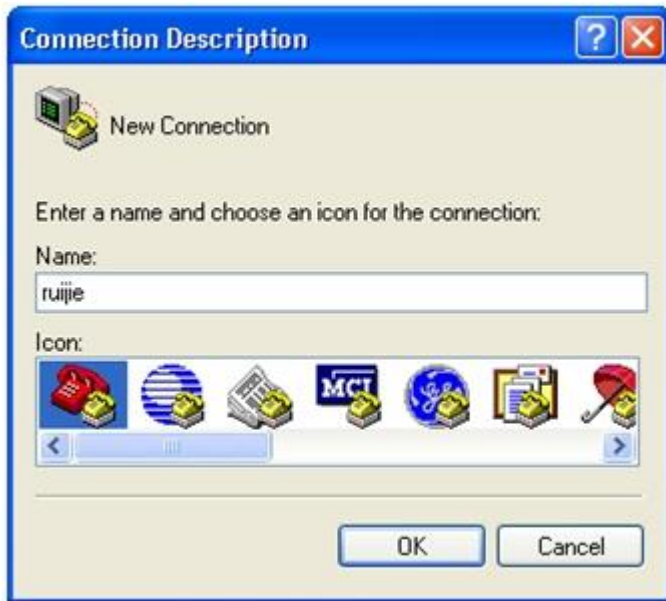 Connection Description
New Connection
Enter a name and choose an icon for the connection:
Name:
ruijie
Icon:
MCI
OK
Cancel